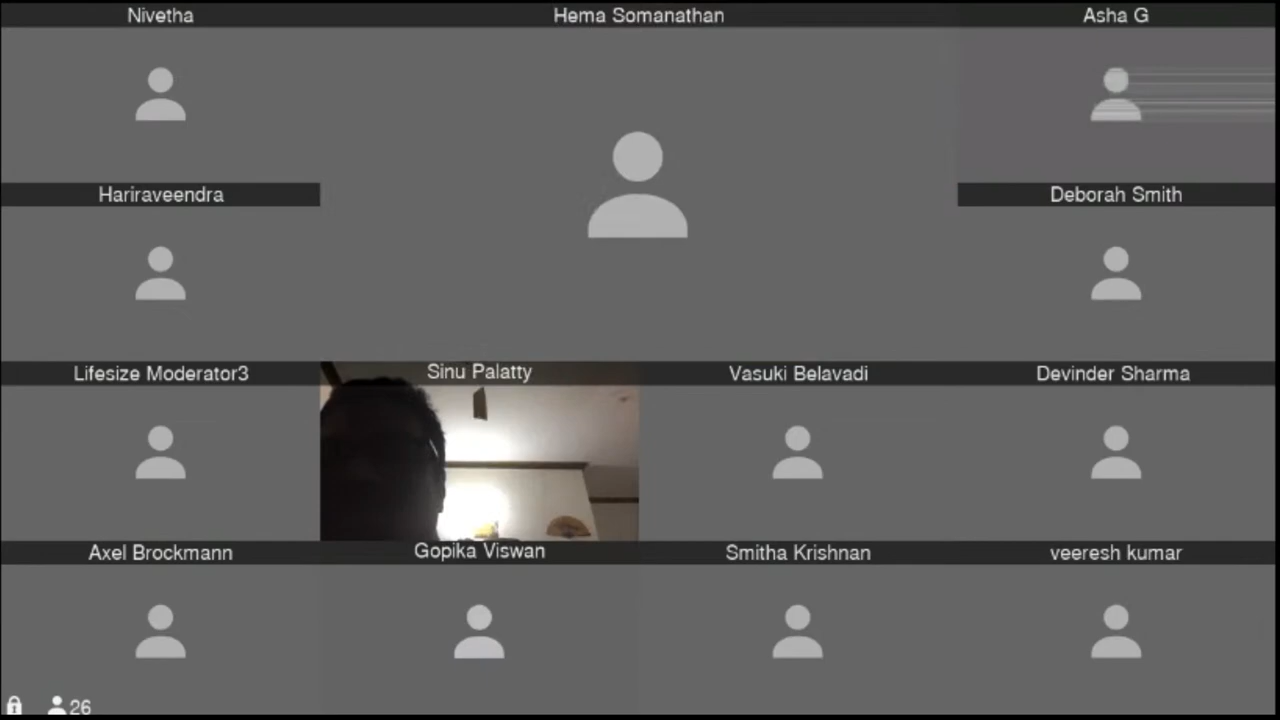 Nivetha
Hema Somanathan
Asha G
Hariraveendra
Deborah Smith
Lifesize Moderator3
Sinu Palatty
Vasuki Belavadi
Devinder Sharma
Axel Brockmann
Gopika Viswan
Smitha Krishnan
veeresh kumar
26